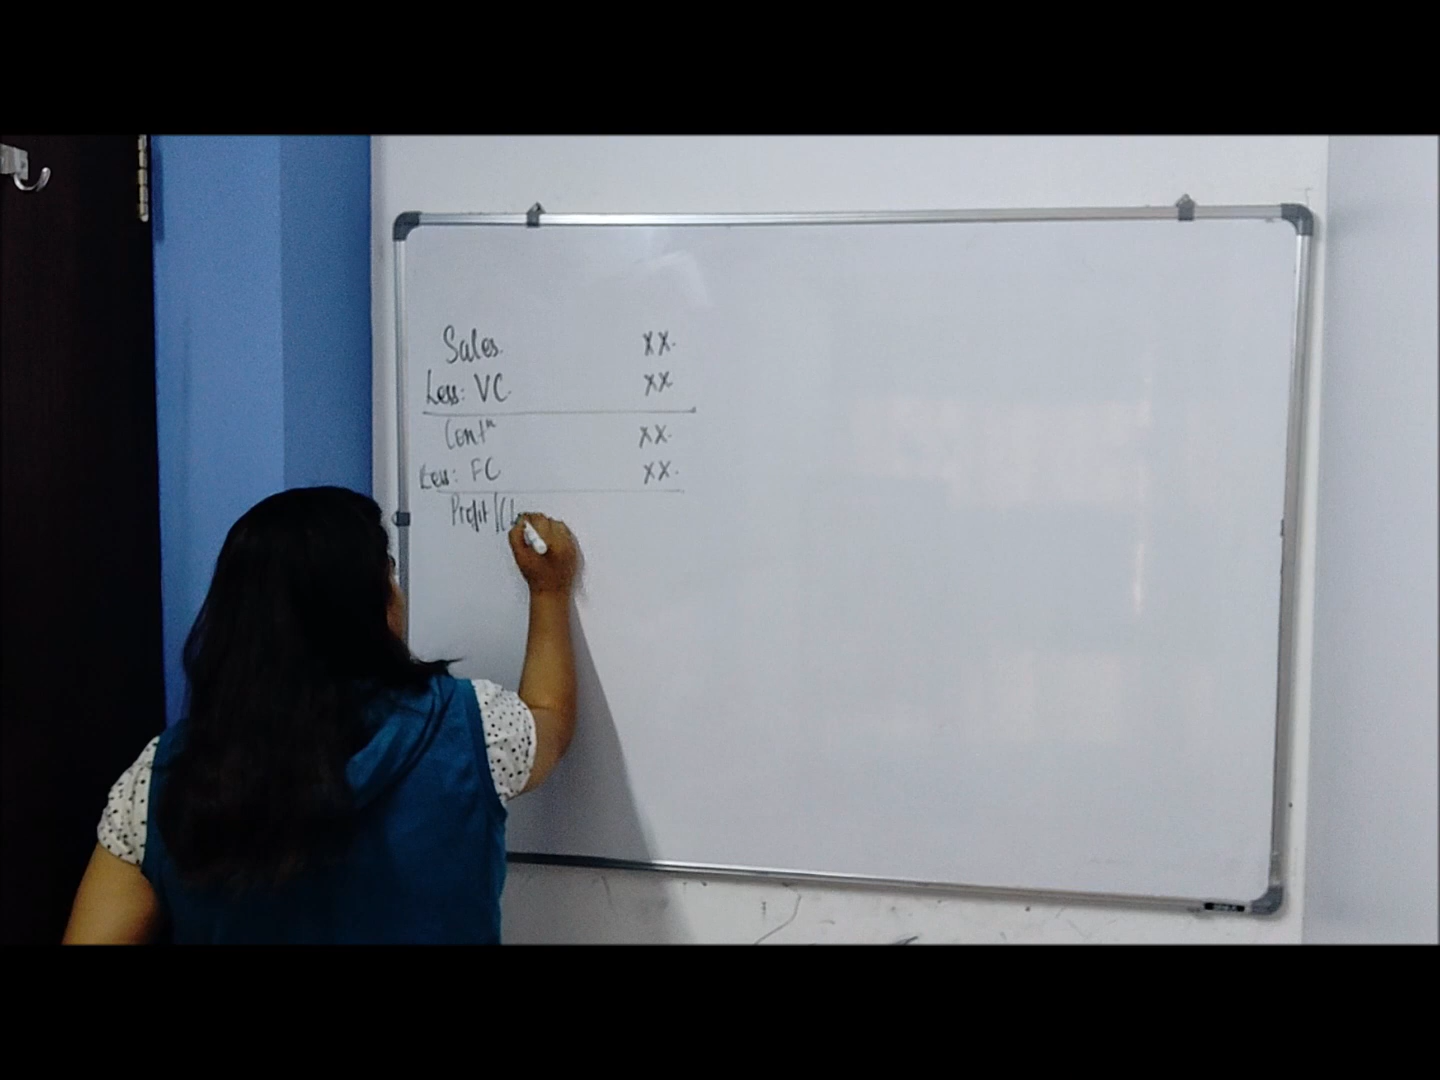 Sales. XX.
Less: VC. XX
Contⁿ XX.
Less: FC XX.
Profit/(L